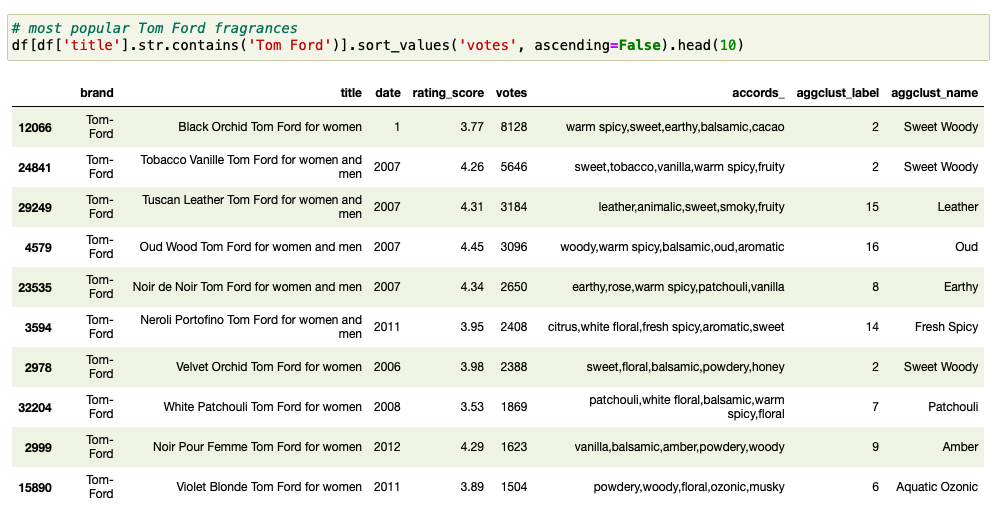 # most popular Tom Ford fragrances
df[df['title'].str.contains('Tom Ford')].sort_values('votes', ascending=False).head(10)
brand title date rating_score votes accords_ aggclust_label aggclust_name
12066 Tom-Ford Black Orchid Tom Ford for women 1 3.77 8128 warm spicy,sweet,earthy,balsamic,cacao 2 Sweet Woody
24841 Tom-Ford Tobacco Vanille Tom Ford for women and men 2007 4.26 5646 sweet,tobacco,vanilla,warm spicy,fruity 2 Sweet Woody
29249 Tom-Ford Tuscan Leather Tom Ford for women and men 2007 4.31 3184 leather,animalic,sweet,smoky,fruity 15 Leather
4579 Tom-Ford Oud Wood Tom Ford for women and men 2007 4.45 3096 woody,warm spicy,balsamic,oud,aromatic 16 Oud
23535 Tom-Ford Noir de Noir Tom Ford for women and men 2007 4.34 2650 earthy,rose,warm spicy,patchouli,vanilla 8 Earthy
3594 Tom-Ford Neroli Portofino Tom Ford for women and men 2011 3.95 2408 citrus,white floral,fresh spicy,aromatic,sweet 14 Fresh Spicy
2978 Tom-Ford Velvet Orchid Tom Ford for women 2006 3.98 2388 sweet,floral,balsamic,powdery,honey 2 Sweet Woody
32204 Tom-Ford White Patchouli Tom Ford for women 2008 3.53 1869 patchouli,white floral,balsamic,warm spicy,floral 7 Patchouli
2999 Tom-Ford Noir Pour Femme Tom Ford for women 2012 4.29 1623 vanilla,balsamic,amber,powdery,woody 9 Amber
15890 Tom-Ford Violet Blonde Tom Ford for women 2011 3.89 1504 powdery,woody,floral,ozonic,musky 6 Aquatic Ozonic